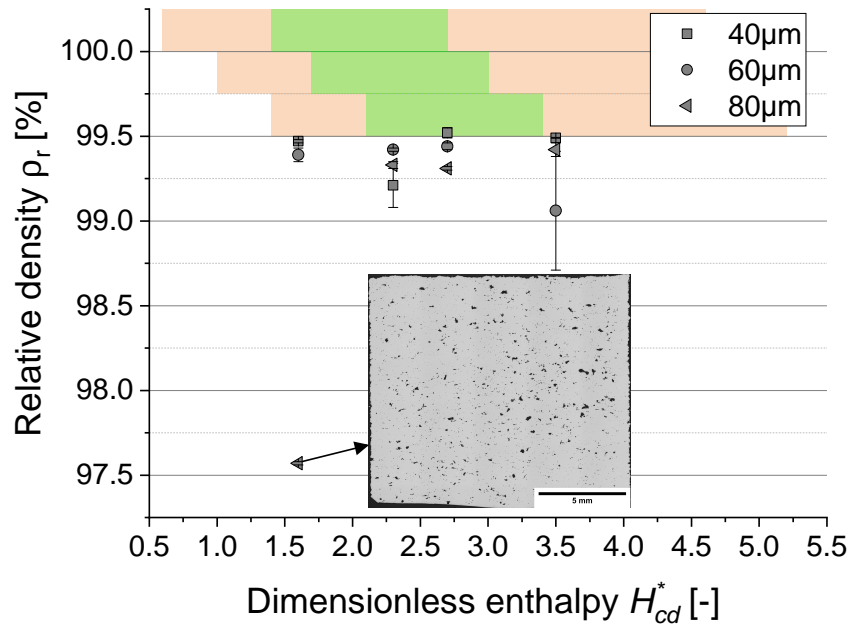 40µm
60µm
80µm
100.0
99.5
99.0
98.5
98.0
97.5
Relative density ρr [%]
5 mm
0.5 1.0 1.5 2.0 2.5 3.0 3.5 4.0 4.5 5.0 5.5
Dimensionless enthalpy H*cd [-]